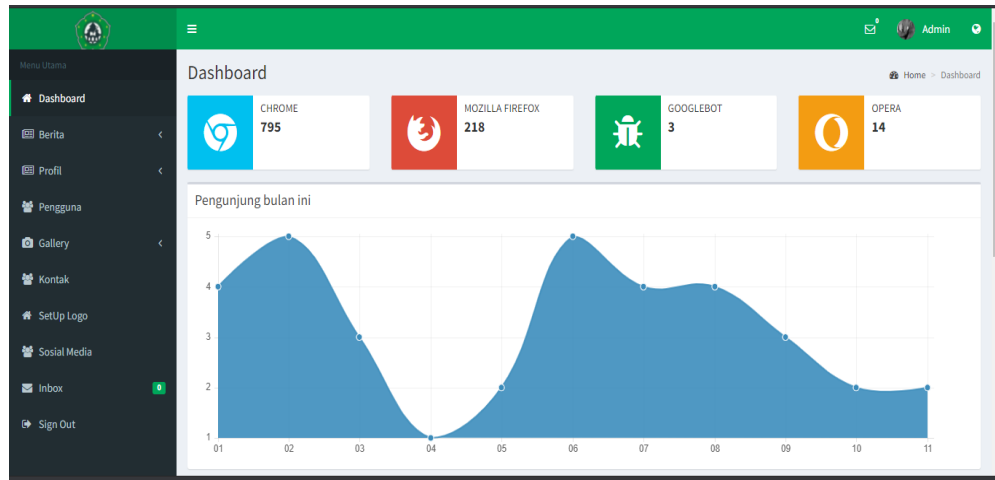 0
Admin
Menu Utama
Dashboard
Home > Dashboard
Dashboard
Berita
Profil
Pengguna
Gallery
Kontak
SetUp Logo
Sosial Media
Inbox 0
Sign Out
CHROME
795
MOZILLA FIREFOX
218
GOOGLEBOT
3
OPERA
14
Pengunjung bulan ini
5
4
3
2
1
01 02 03 04 05 06 07 08 09 10 11